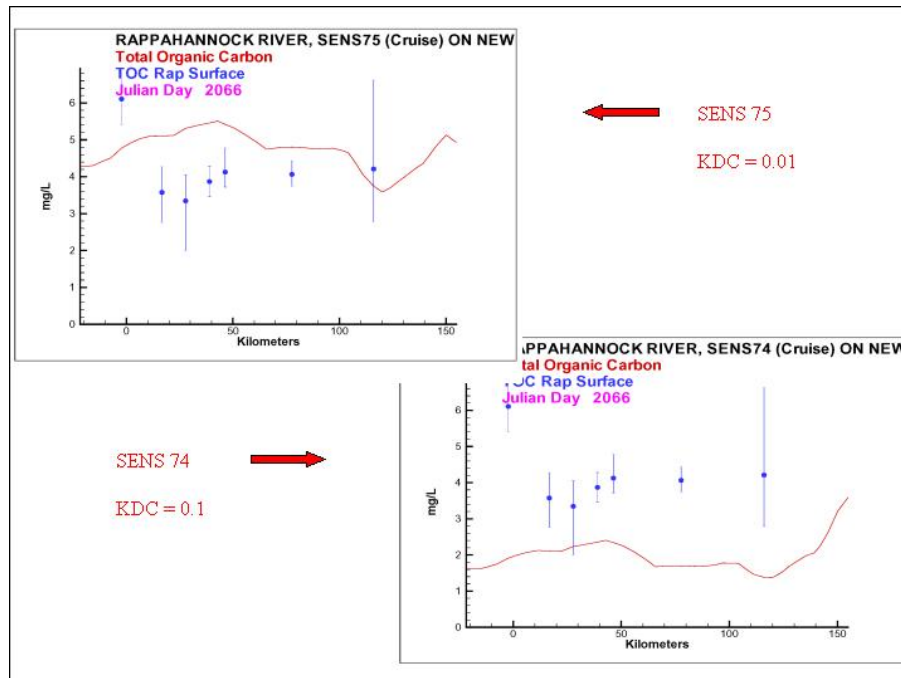 RAPPAHANNOCK RIVER, SENS75 (Cruise) ON NEW
Total Organic Carbon
TOC Rap Surface
Julian Day 2066
6
5
4
3
2
1
0
mg/L
0 50 100 150
Kilometers
SENS 75
KDC = 0.01
SENS 74
KDC = 0.1
APPAHANNOCK RIVER, SENS74 (Cruise) ON NEW
tal Organic Carbon
OC Rap Surface
Julian Day 2066
6
5
4
3
2
1
0
mg/L
0 50 100 150
Kilometers